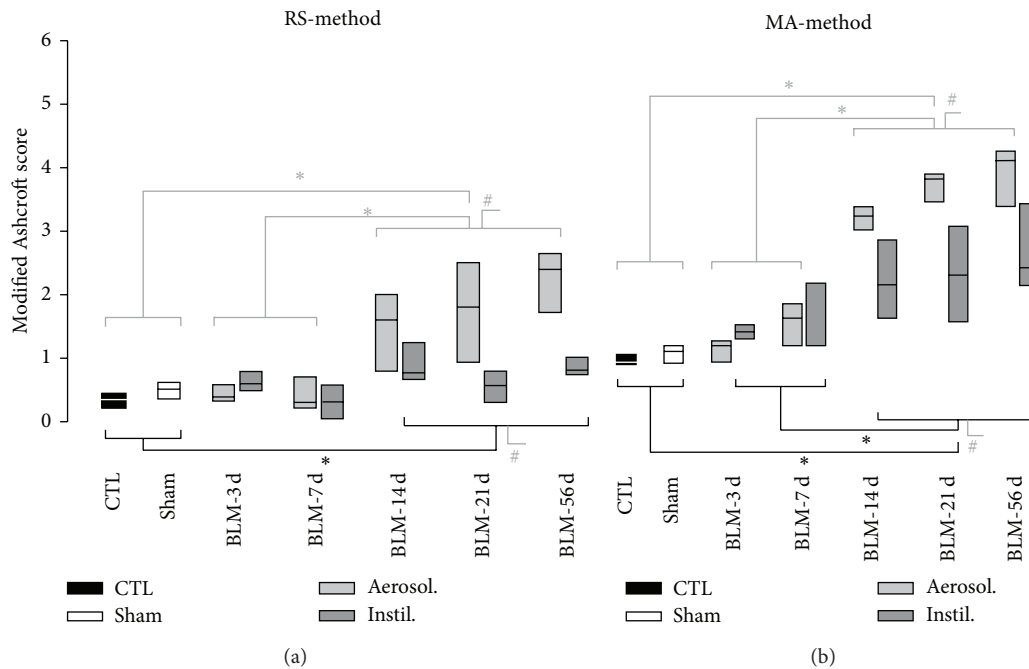 RS-method
Modified Ashcroft score
6
5
4
3
2
1
0
*
*
#
*
#
CTL
Sham
BLM-3 d
BLM-7 d
BLM-14 d
BLM-21 d
BLM-56 d
CTL
Sham
Aerosol.
Instil.
(a)
MA-method
*
*
#
*
*
#
CTL
Sham
BLM-3 d
BLM-7 d
BLM-14 d
BLM-21 d
BLM-56 d
CTL
Sham
Aerosol.
Instil.
(b)